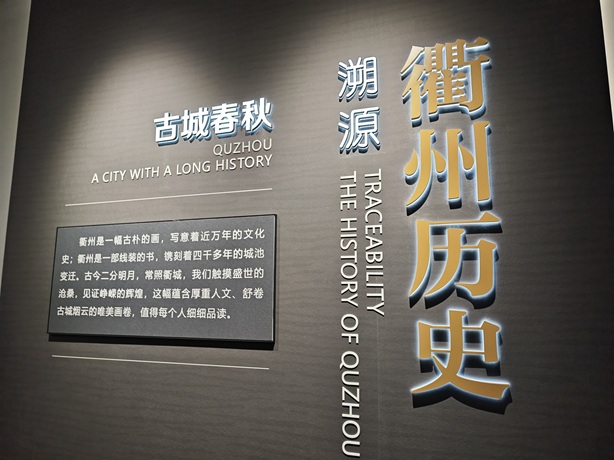 衢州历史
溯源
TRACEABILITY
THE HISTORY OF QUZHOU
古城春秋
QUZHOU
A CITY WITH A LONG HISTORY
衢州是一幅古朴的画，写意着近万年的文化
史；衢州是一部线装的书，镌刻着四千多年的城池
变迁。古今二分明月，常照衢城，我们触摸盛世的
沧桑，见证峥嵘的辉煌，这幅蕴含厚重人文、舒卷
古城烟云的唯美画卷，值得每个人细细品读。